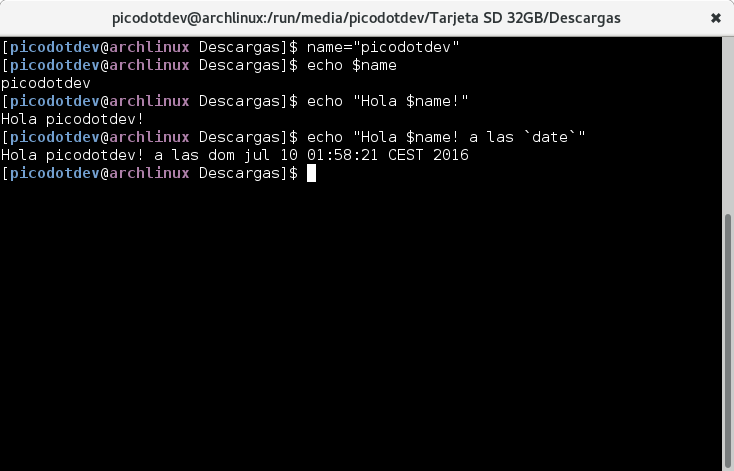 picodotdev@archlinux:/run/media/picodotdev/Tarjeta SD 32GB/Descargas
[picodotdev@archlinux Descargas]$ name="picodotdev"
[picodotdev@archlinux Descargas]$ echo $name
picodotdev
[picodotdev@archlinux Descargas]$ echo "Hola $name!"
Hola picodotdev!
[picodotdev@archlinux Descargas]$ echo "Hola $name! a las `date`"
Hola picodotdev! a las dom jul 10 01:58:21 CEST 2016
[picodotdev@archlinux Descargas]$